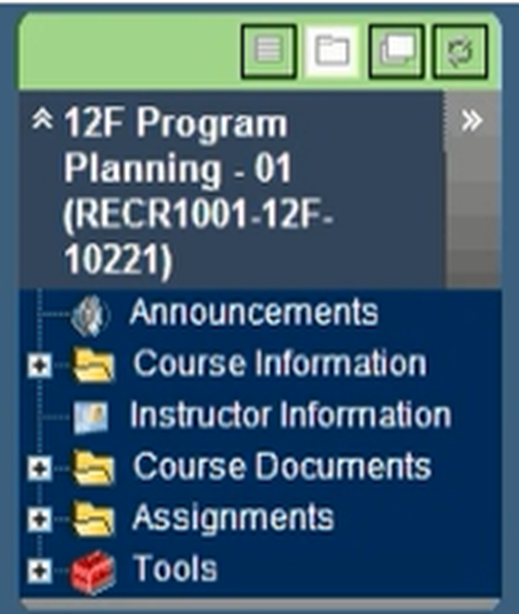 12F Program
Planning - 01
(RECR1001-12F-
10221)
Announcements
Course Information
Instructor Information
Course Documents
Assignments
Tools